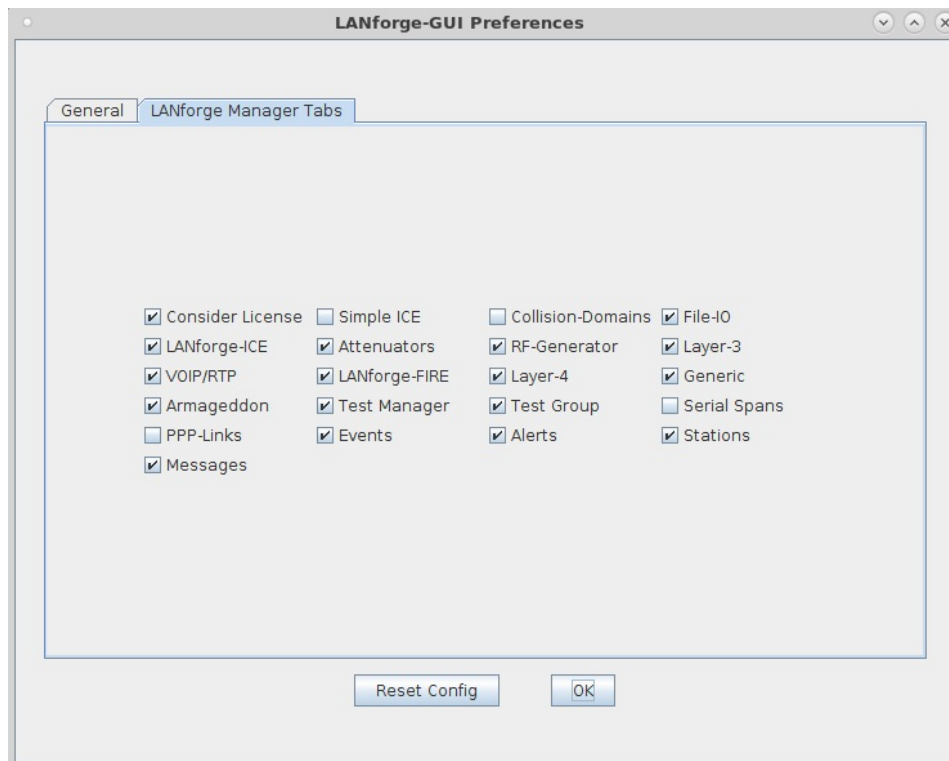 LANforge-GUI Preferences
General LANforge Manager Tabs
Consider License Simple ICE Collision-Domains File-IO
LANforge-ICE Attenuators RF-Generator Layer-3
VOIP/RTP LANforge-FIRE Layer-4 Generic
Armageddon Test Manager Test Group Serial Spans
PPP-Links Events Alerts Stations
Messages
Reset Config OK